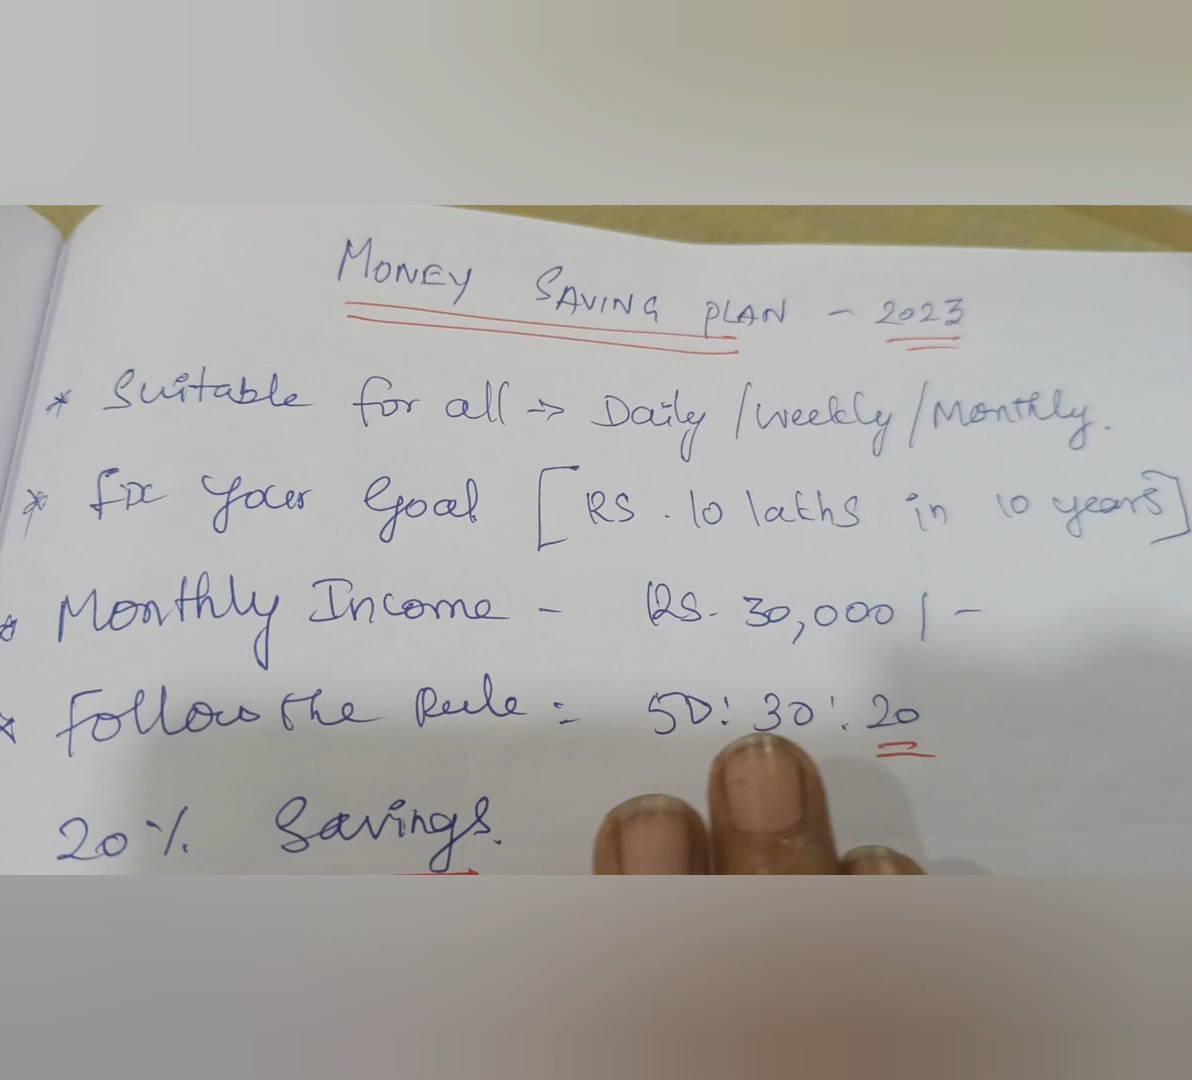 MONEY SAVING PLAN - 2023
* Suitable for all -> Daily / Weekly / Monthly.
* Fix Your Goal [RS. 10 lakhs in 10 years]
* Monthly Income - RS. 30,000/-
* Follow the Rule = 50:30:20
20% Savings.